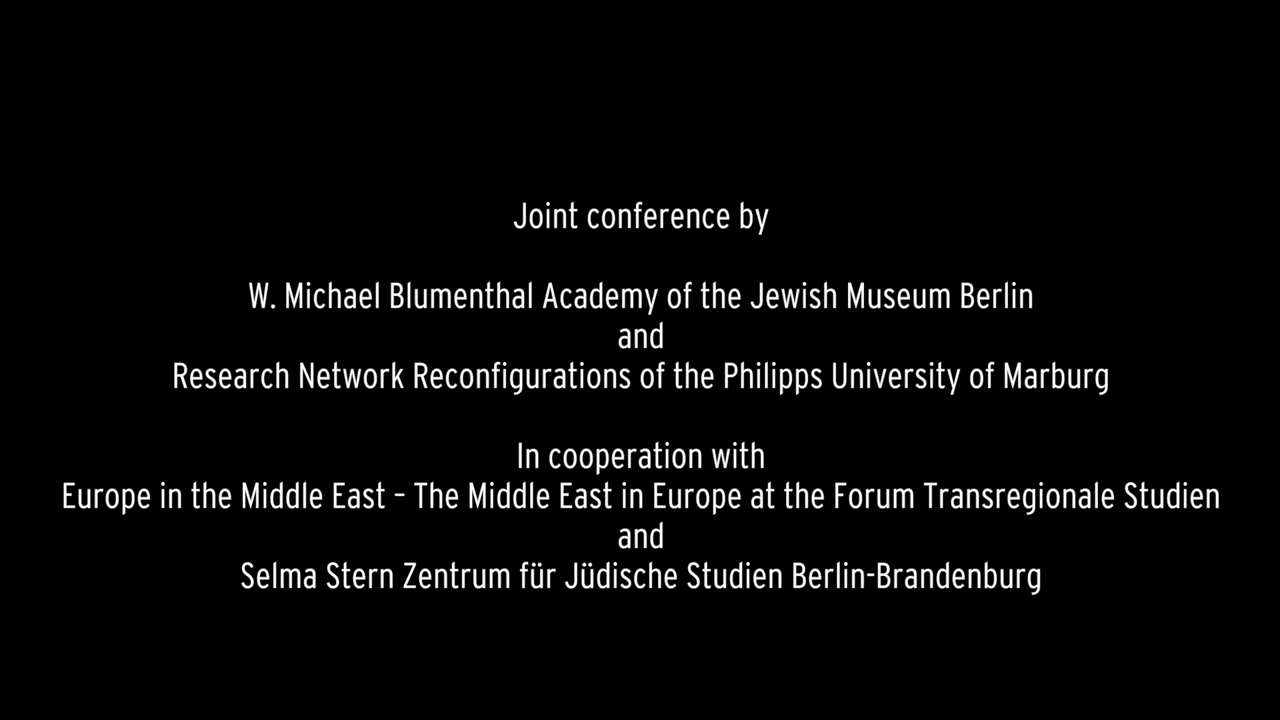 Joint conference by
W. Michael Blumenthal Academy of the Jewish Museum Berlin
and
Research Network Reconfigurations of the Philipps University of Marburg
In cooperation with
Europe in the Middle East – The Middle East in Europe at the Forum Transregionale Studien
and
Selma Stern Zentrum für Jüdische Studien Berlin-Brandenburg